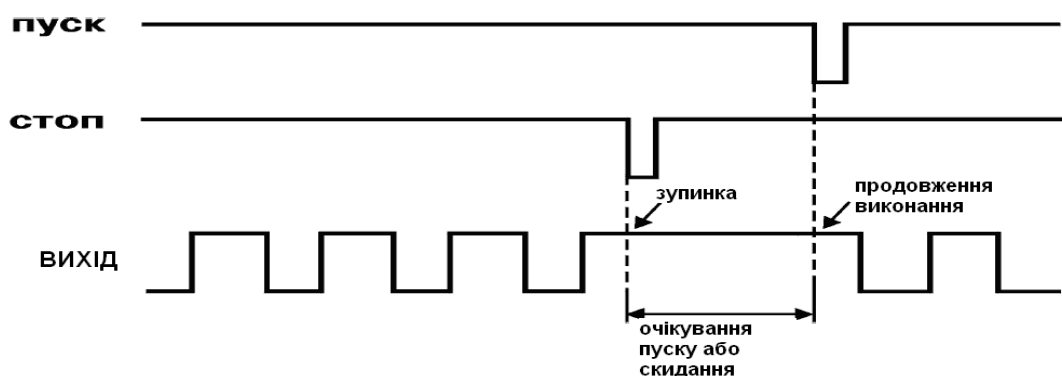 пуск
стоп
зупинка
продовження
виконання
ВИХІД
очікування
пуску або
скидання